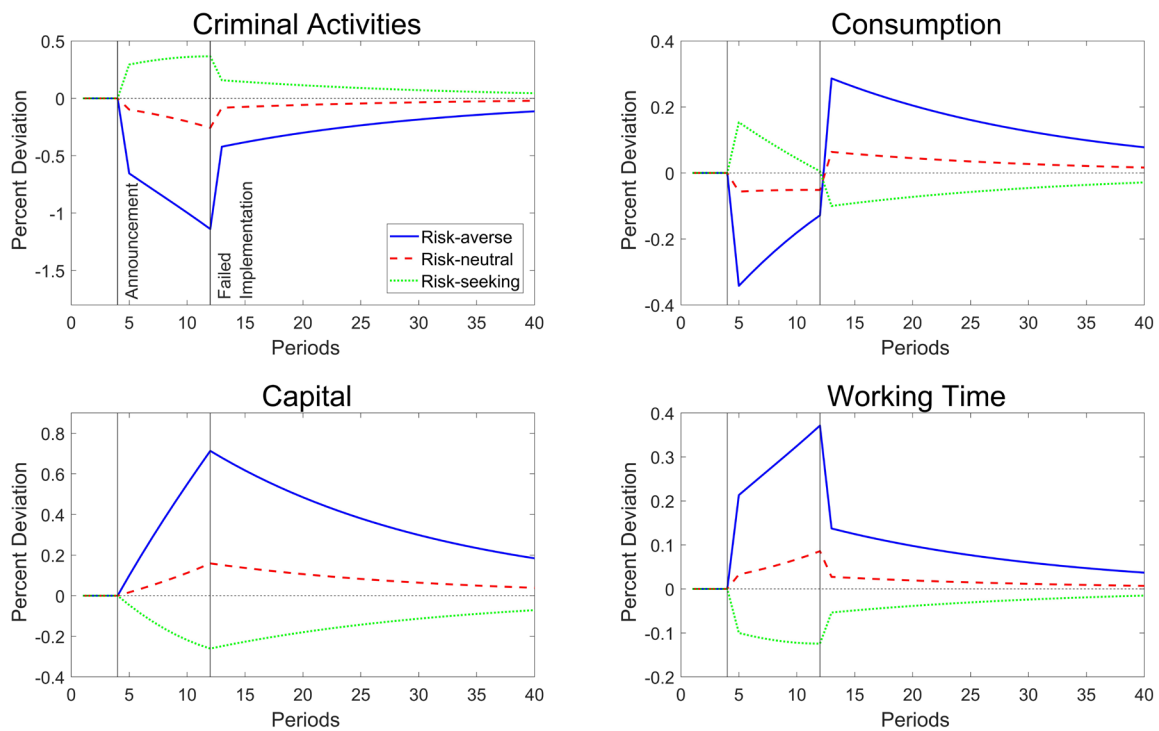 Criminal Activities
Percent Deviation
0.5
0
-0.5
-1
-1.5
Announcement
Failed
Implementation
Risk-averse
Risk-neutral
Risk-seeking
0 5 10 15 20 25 30 35 40
Periods
Consumption
Percent Deviation
0.4
0.2
0
-0.2
-0.4
0 5 10 15 20 25 30 35 40
Periods
Capital
Percent Deviation
0.8
0.6
0.4
0.2
0
-0.2
-0.4
0 5 10 15 20 25 30 35 40
Periods
Working Time
Percent Deviation
0.4
0.3
0.2
0.1
0
-0.1
0.2
0 5 10 15 20 25 30 35 40
Periods